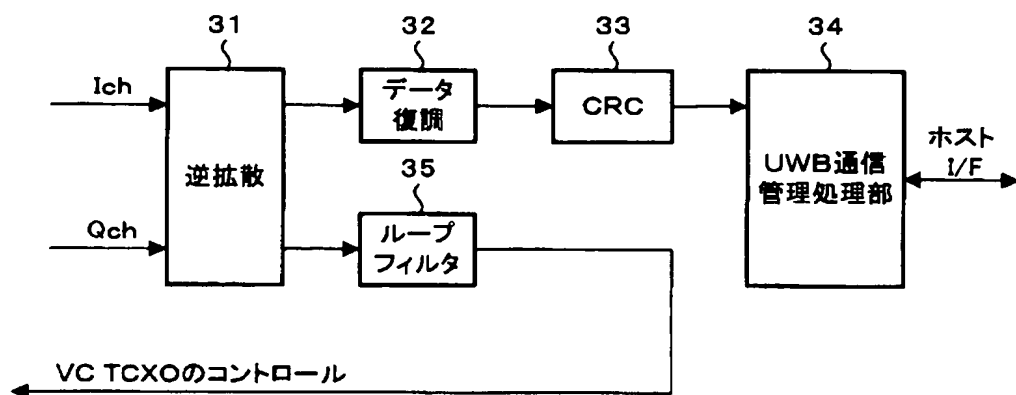 31
32
33
34
Ich
Qch
逆拡散
データ
復調
CRC
UWB通信
管理処理部
ホスト
I/F
35
ループ
フィルタ
VC TCXOのコントロール